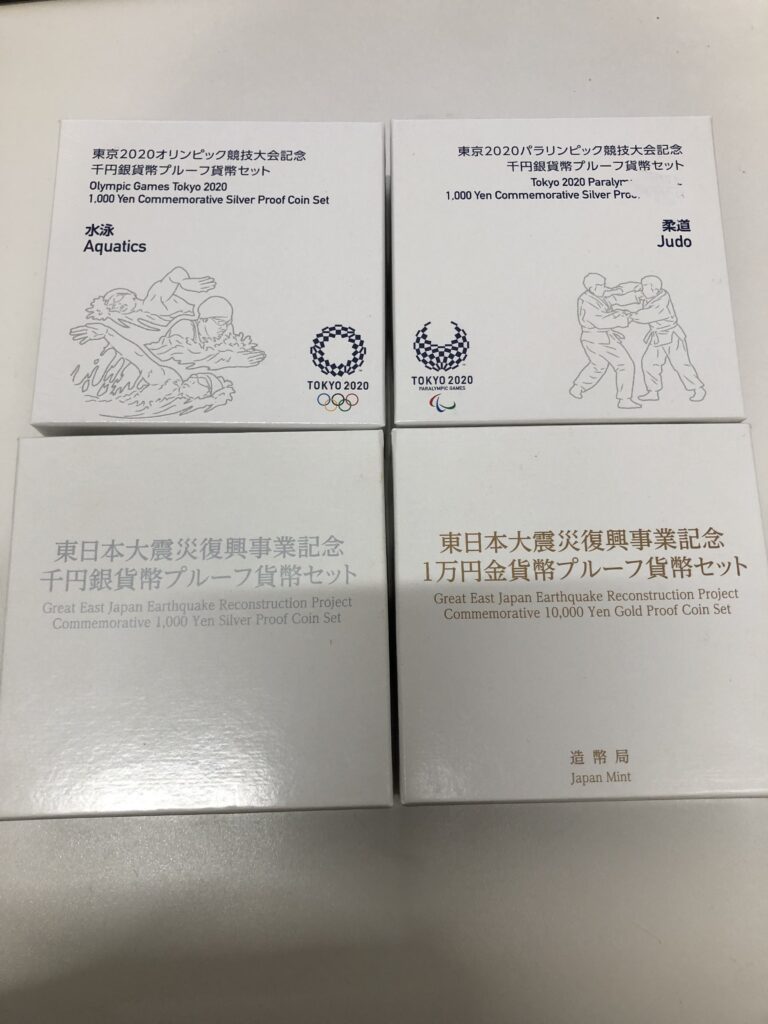 東京2020オリンピック競技大会記念
千円銀貨幣プルーフ貨幣セット
Olympic Games Tokyo 2020
1,000 Yen Commemorative Silver Proof Coin Set
水泳
Aquatics
TOKYO 2020
東京2020パラリンピック競技大会記念
千円銀貨幣プルーフ貨幣セット
Tokyo 2020
1,000 Yen Commemorative Silver
柔道
Judo
TOKYO 2020
PARALYMPIC GAMES
東日本大震災復興事業記念
千円銀貨幣プルーフ貨幣セット
Great East Japan Earthquake Reconstruction Project
Commemorative 1,000 Yen Silver Proof Coin Set
東日本大震災復興事業記念
1万円金貨幣プルーフ貨幣セット
Great East Japan Earthquake Reconstruction Project
Commemorative 10,000 Yen Gold Proof Coin Set
造幣局
Japan Mint